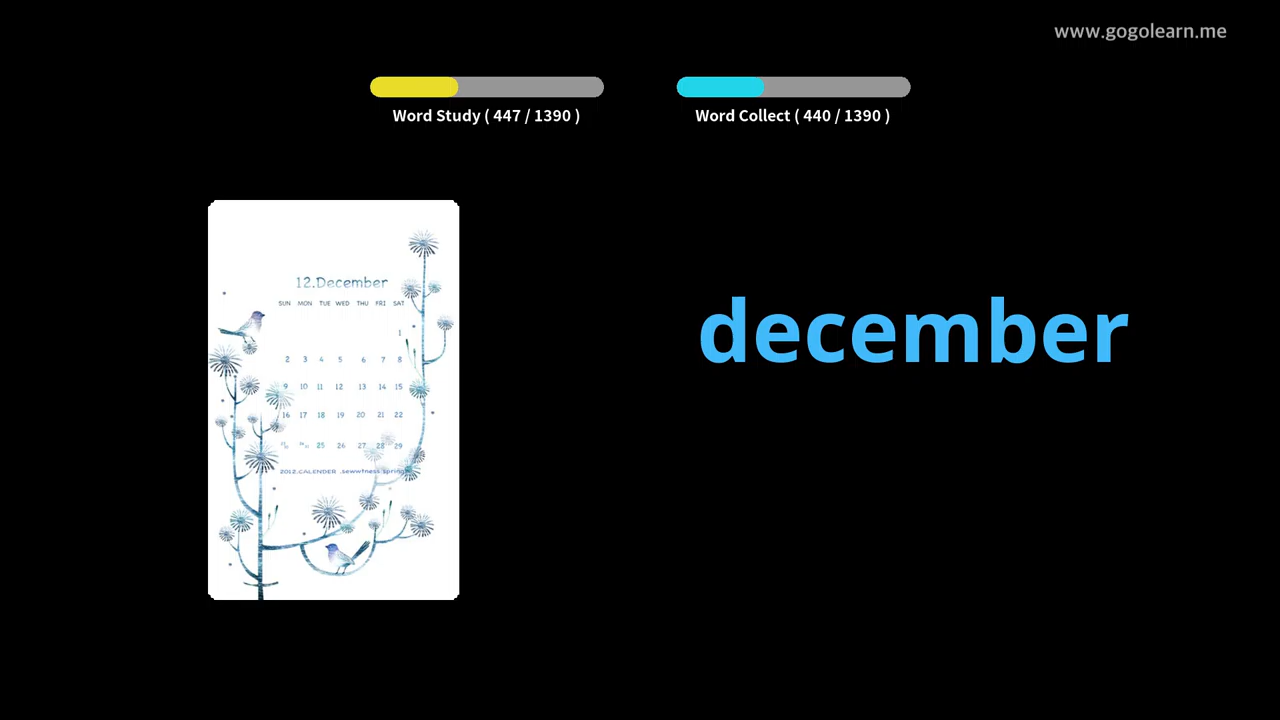 www.gogolearn.me
Word Study ( 447 / 1390 )
Word Collect ( 440 / 1390 )
12.December
SUN MON TUE WED THU FRI SAT
1
2 3 4 5 6 7 8
9 10 11 12 13 14 15
16 17 18 19 20 21 22
25 26 27 28 29
2012.CALENDER
december